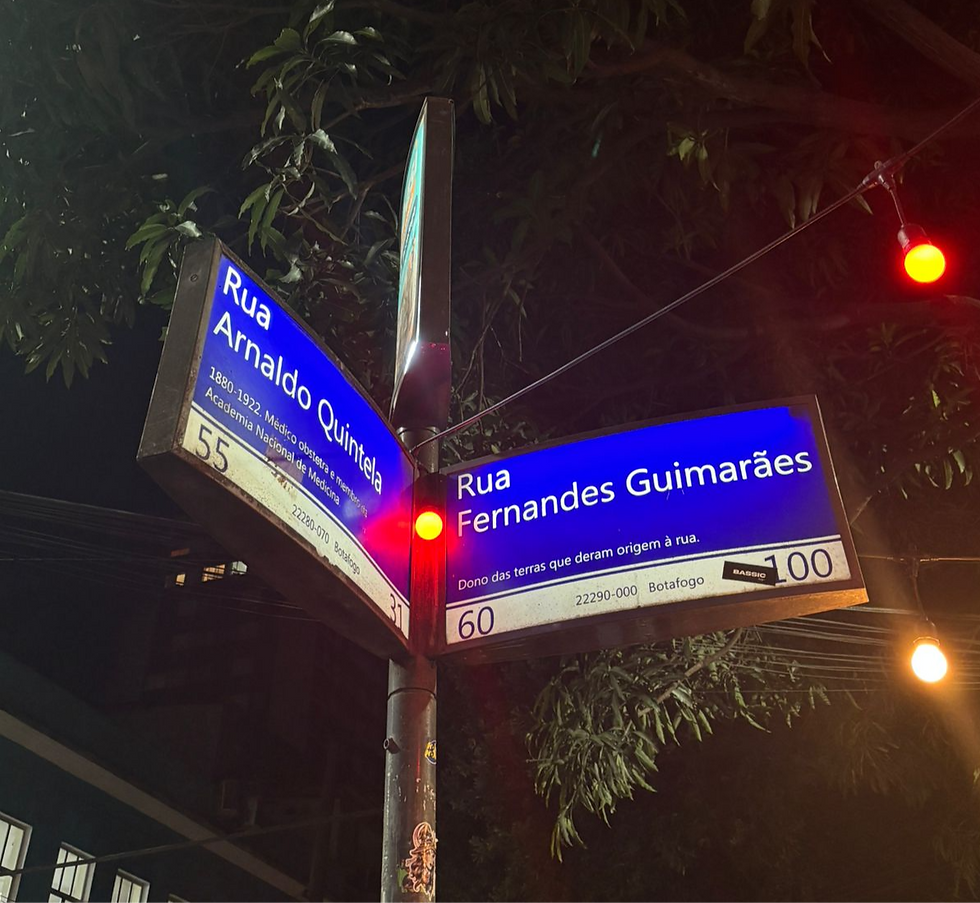 Rua
Arnaldo Quintela
1880-1922. Médico obstetra e membro da
Academia Nacional de Medicina
55
22280-070 Botafogo
31
Rua
Fernandes Guimarães
Dono das terras que deram origem à rua.
60
22290-000 Botafogo
BASSIC
100